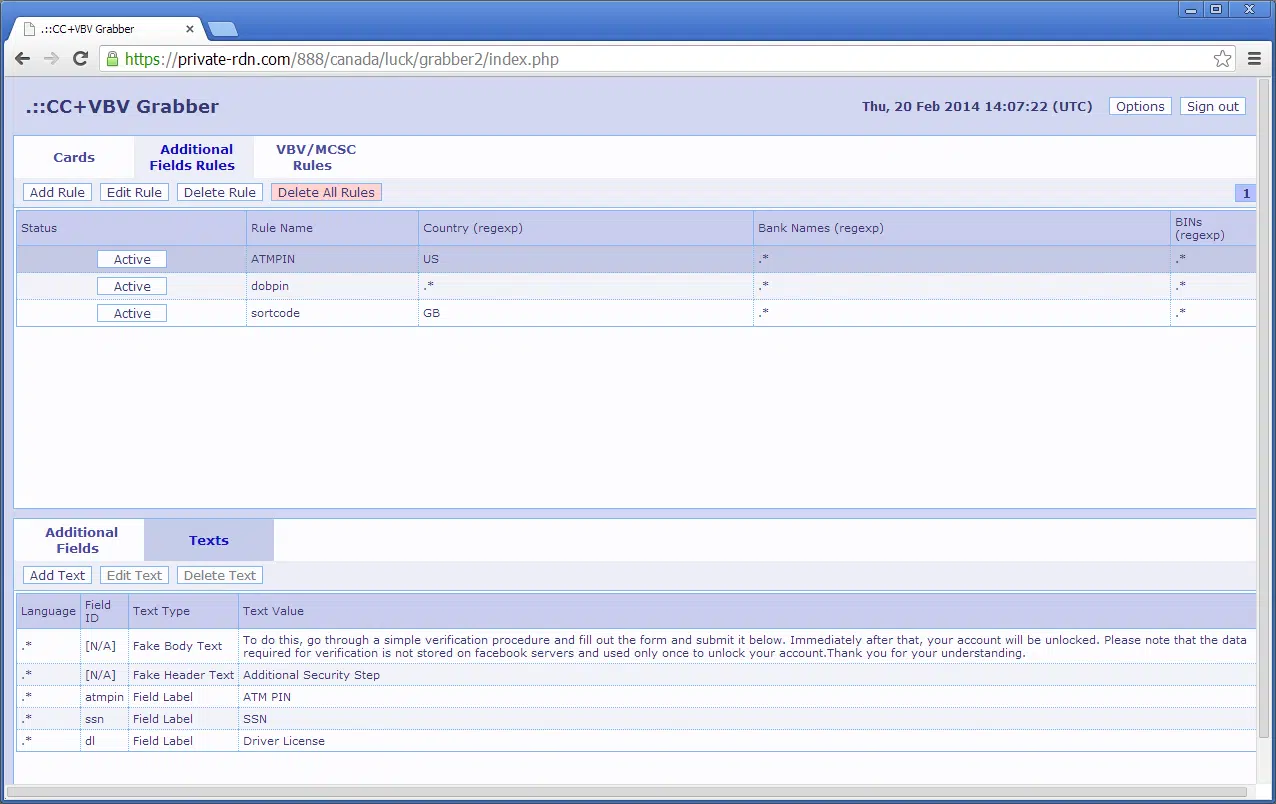 .::CC+VBV Grabber
https://private-rdn.com/888/canada/luck/grabber2/index.php
.::CC+VBV Grabber
Thu, 20 Feb 2014 14:07:22 (UTC) Options Sign out
Cards
Additional
Fields Rules
VBV/MCSC
Rules
Add Rule Edit Rule Delete Rule Delete All Rules 1
Status Rule Name Country (regexp) Bank Names (regexp) BINs
(regexp)
Active ATMPIN US .* .*
Active dobpin .* .* .*
Active sortcode GB .* .*
Additional
Fields
Texts
Add Text Edit Text Delete Text
Language Field
ID
Text Type Text Value
.* [N/A] Fake Body Text To do this, go through a simple verification procedure and fill out the form and submit it below. Immediately after that, your account will be unlocked. Please note that the data
required for verification is not stored on facebook servers and used only once to unlock your account.Thank you for your understanding.
.* [N/A] Fake Header Text Additional Security Step
.* atmpin Field Label ATM PIN
.* ssn Field Label SSN
.* dl Field Label Driver License